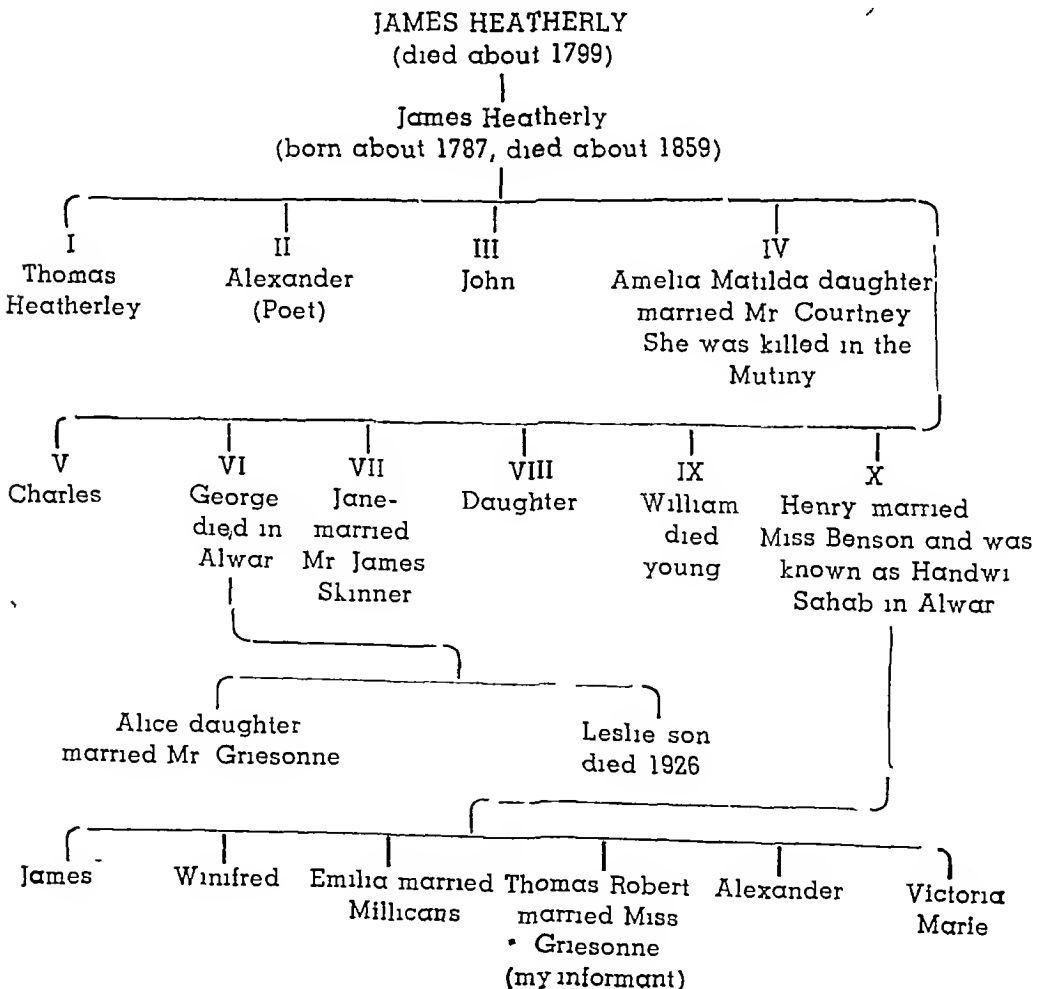 JAMES HEATHERLY
(died about 1799)
James Heatherly
(born about 1787, died about 1859)
I
Thomas
Heatherley
II
Alexander
(Poet)
III
John
IV
Amelia Matilda daughter
married Mr Courtney
She was killed in the
Mutiny
V
Charles
VI
George
died in
Alwar
VII
Jane-
married
Mr James
Skinner
VIII
Daughter
IX
William
died
young
X
Henry married
Miss Benson and was
known as Handwi
Sahab in Alwar
Alice daughter
married Mr Griesonne
Leslie son
died 1926
James
Winifred
Emilia married
Millicans
Thomas Robert
married Miss
Griesonne
(my informant)
Alexander
Victoria
Marie